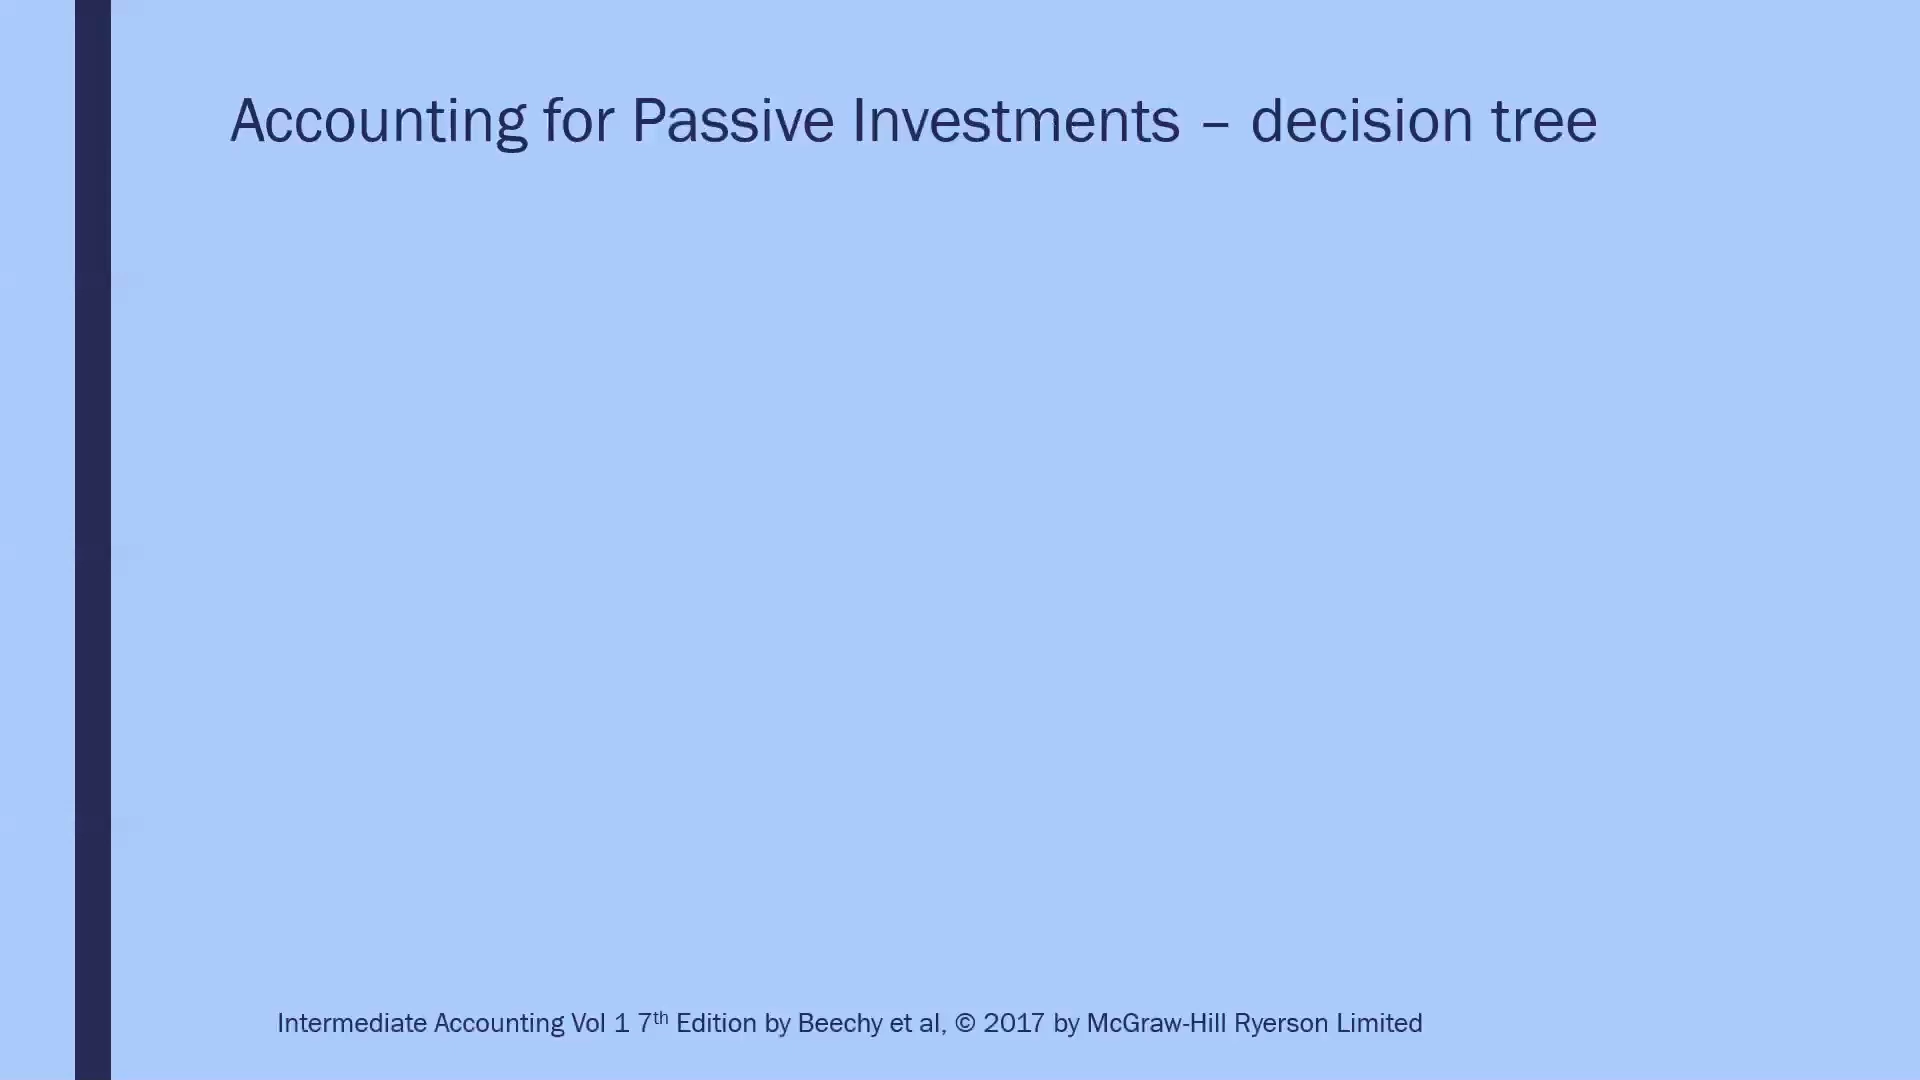 Accounting for Passive Investments – decision tree
Intermediate Accounting Vol 1 7th Edition by Beechy et al, © 2017 by McGraw-Hill Ryerson Limited